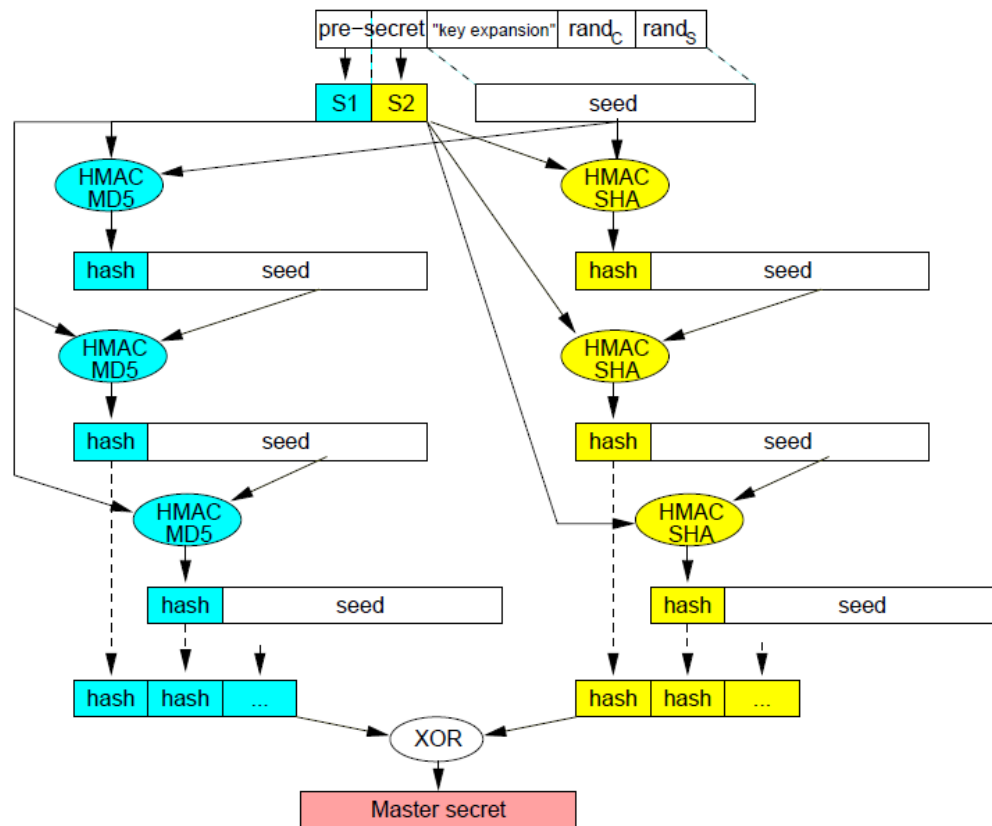 pre-secret "key expansion" rand_C rand_S
S1 S2 seed
HMAC HMAC
MD5 SHA
hash seed hash seed
HMAC HMAC
MD5 SHA
hash seed hash seed
HMAC HMAC
MD5 SHA
hash seed hash seed
hash hash ... hash hash ...
XOR
Master secret